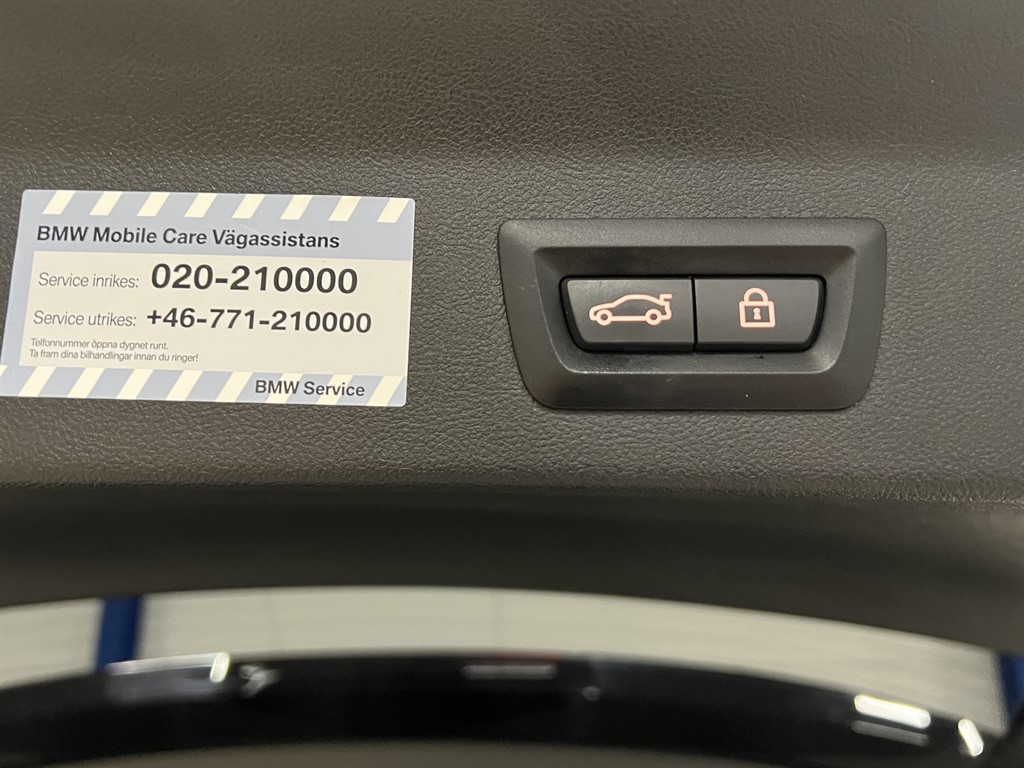 BMW Mobile Care Vägassistans
Service inrikes: 020-210000
Service utrikes: +46-771-210000
Telfonnummer öppna dygnet runt.
Ta fram dina bilhandlingar innan du ringer!
BMW Service